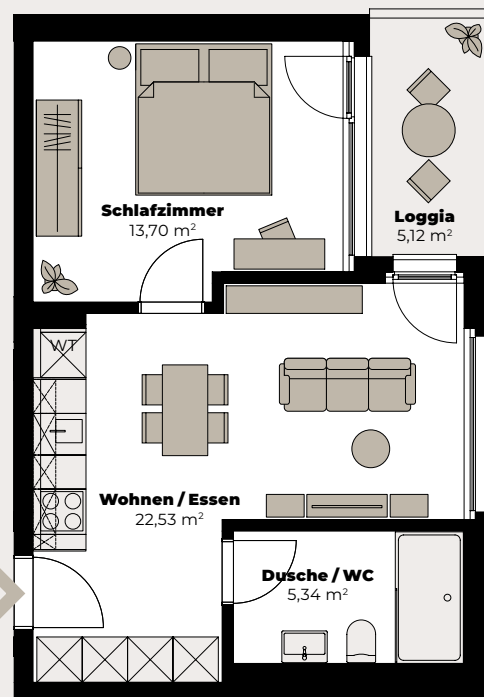 Schlafzimmer
13,70 m²
Loggia
5,12 m²
WT
Wohnen / Essen
22,53 m²
Dusche / WC
5,34 m²